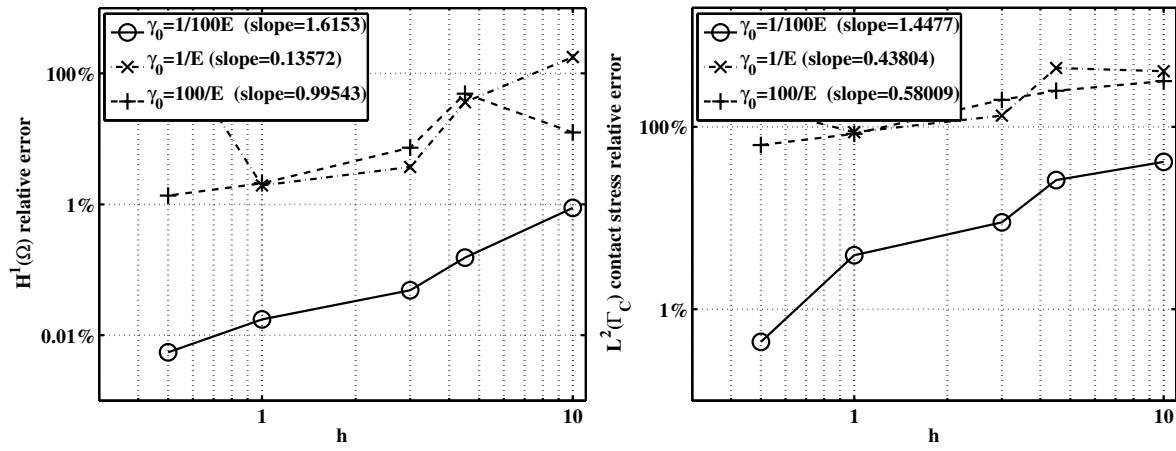 γ₀=1/100E (slope=1.6153)
γ₀=1/E (slope=0.13572)
γ₀=100/E (slope=0.99543)
100%
1%
0.01%
H¹(Ω) relative error
1
10
h
γ₀=1/100E (slope=1.4477)
γ₀=1/E (slope=0.43804)
γ₀=100/E (slope=0.58009)
100%
1%
L²(Γ_C) contact stress relative error
1
10
h